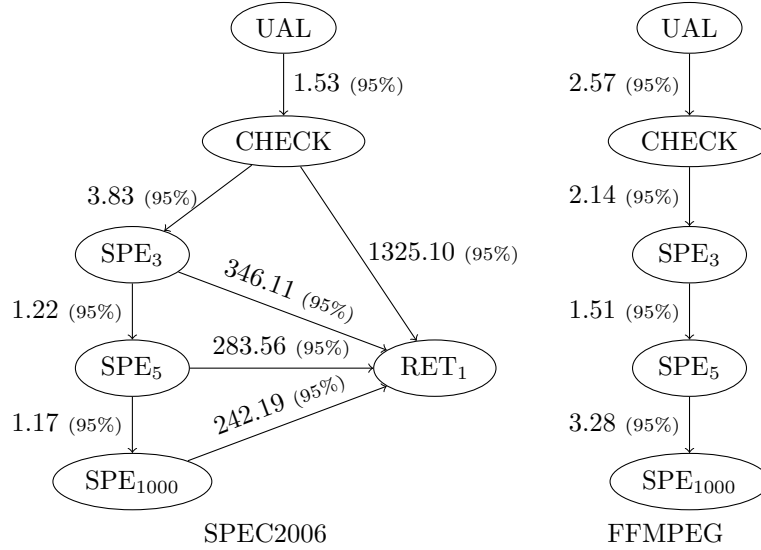 UAL UAL
1.53 (95%) 2.57 (95%)
CHECK CHECK
3.83 (95%) 2.14 (95%)
1325.10 (95%)
SPE₃ SPE₃
346.11 (95%)
1.22 (95%) 1.51 (95%)
283.56 (95%)
SPE₅ RET₁ SPE₅
1.17 (95%) 242.19 (95%) 3.28 (95%)
SPE₁₀₀₀ SPE₁₀₀₀
SPEC2006 FFMPEG